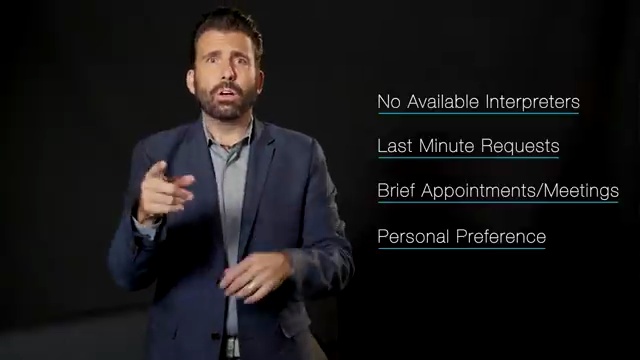 No Available Interpreters
Last Minute Requests
Brief Appointments/Meetings
Personal Preference